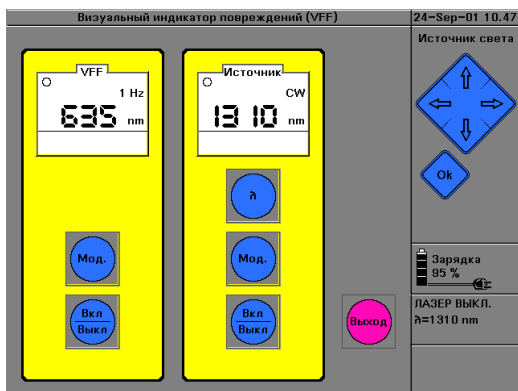 Визуальный индикатор повреждений (VFF)
24-Sep-01 10.47
VFF
1 Hz
635 nm
Мод.
Вкл
Выкл
Источник
CW
1310 nm
λ
Мод.
Вкл
Выкл
Выход
Источник света
Ok
Зарядка
95 %
ЛАЗЕР ВЫКЛ.
λ=1310 nm